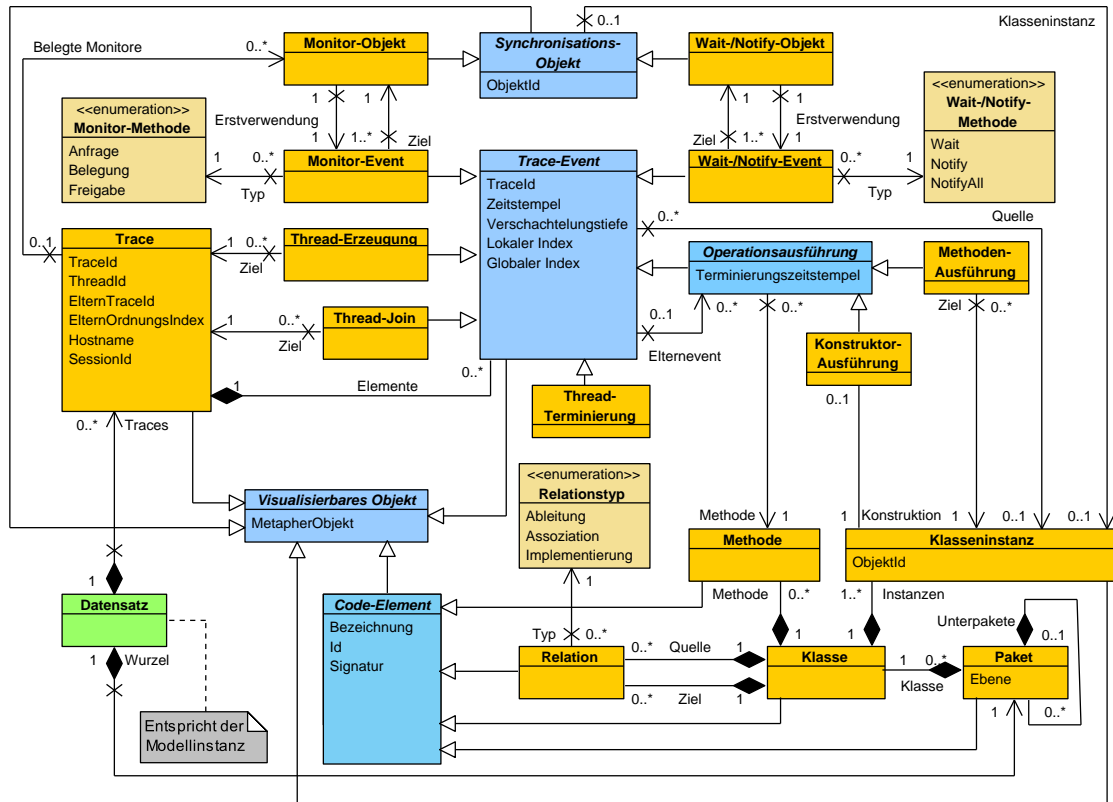 0..1
Klasseninstanz
Belegte Monitore
0..*
Monitor-Objekt
Synchronisations-
Objekt
ObjektId
Wait-/Notify-Objekt
<<enumeration>>
Monitor-Methode
Anfrage
Belegung
Freigabe
1
1
Erstverwendung
1
1..*
Ziel
Monitor-Event
1
0..*
Typ
Trace-Event
TraceId
Zeitstempel
Verschachtelungstiefe
Lokaler Index
Globaler Index
1
1
Erstverwendung
Ziel
1..*
1
Wait-/Notify-Event
0..*
1
Typ
<<enumeration>>
Wait-/Notify-
Methode
Wait
Notify
NotifyAll
Quelle
0..*
0..1
Trace
TraceId
ThreadId
ElternTraceId
ElternOrdnungsIndex
Hostname
SessionId
1
0..*
Ziel
Thread-Erzeugung
1
0..*
Ziel
Thread-Join
Operationsausführung
Terminierungszeitstempel
Methoden-
Ausführung
Ziel
0..*
0..1
0..*
0..*
Elternevent
Konstruktor-
Ausführung
0..1
1
Elemente
0..*
Thread-
Terminierung
0..*
Traces
<<enumeration>>
Relationstyp
Ableitung
Assoziation
Implementierung
Visualisierbares Objekt
MetapherObjekt
Methode
1
1
Konstruktion
1
0..1
0..1
Methode
Klasseninstanz
ObjektId
1
1
Methode
0..*
1..*
Instanzen
Datensatz
Code-Element
Bezeichnung
Id
Signatur
Unterpakete
0..1
Typ
0..*
1
1
1
Wurzel
Relation
0..*
Quelle
1
Klasse
1
0..*
Klasse
Paket
Ebene
0..*
Ziel
1
1
0..*
Entspricht der
Modellinstanz